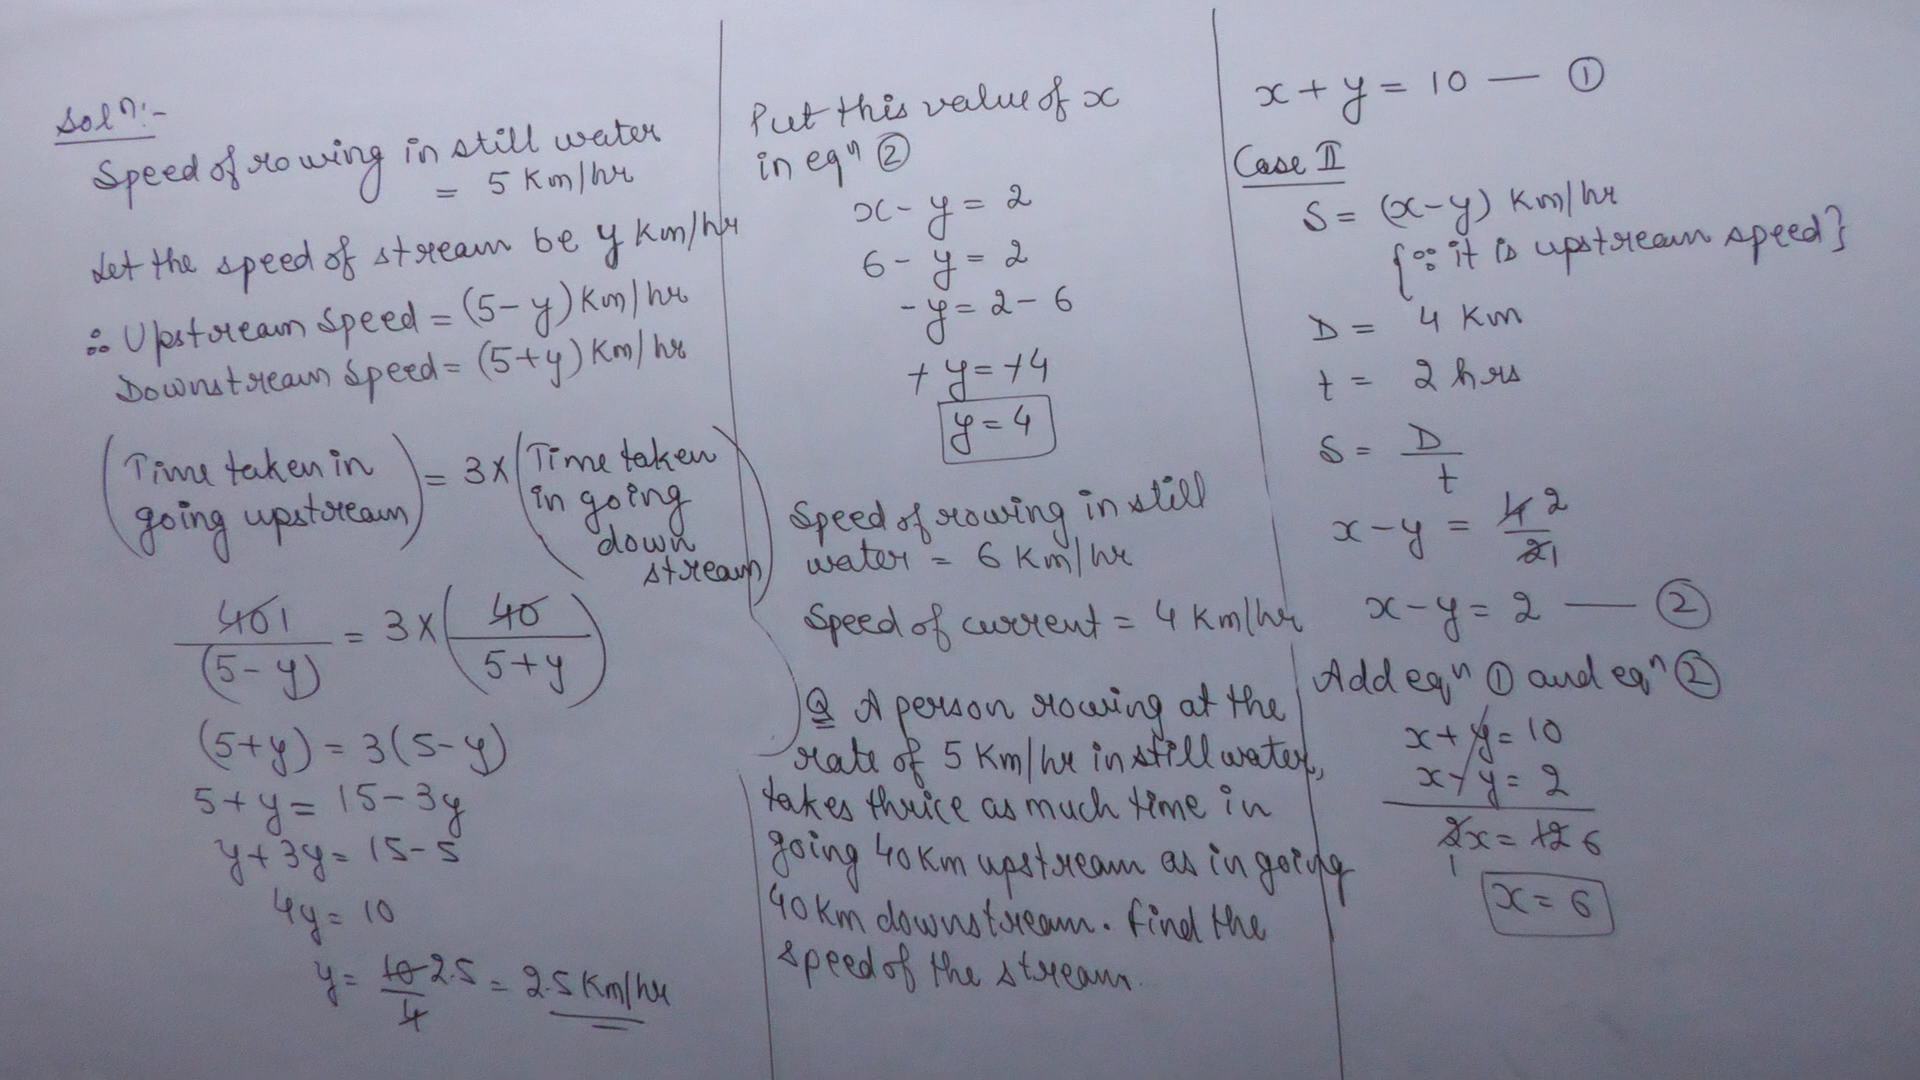 Solⁿ:-
Speed of rowing in still water
= 5 Km/hr
Let the speed of stream be y Km/hr
∴ Upstream Speed = (5-y) Km/hr
Downstream Speed = (5+y) Km/hr
(Time taken in going upstream) = 3× (Time taken in going down stream)
40 1/(5-y) = 3× (40/5+y)
(5+y) = 3(5-y)
5+y = 15-3y
y+3y = 15-5
4y = 10
y = 10 2.5/4 = 2.5 Km/hr
Put this value of x
in eqⁿ ②
x-y = 2
6-y = 2
-y = 2-6
+y = +4
y = 4
Speed of rowing in still
water = 6 Km/hr
Speed of current = 4 Km/hr
Q A person rowing at the
rate of 5 Km/hr in still water,
takes thrice as much time in
going 40 Km upstream as in going
40 Km downstream. Find the
speed of the stream.
x+y = 10 — ①
Case II
S = (x-y) Km/hr
{∵ it is upstream speed}
D = 4 Km
t = 2 hrs
S = D/t
x-y = 4 2/2 1
x-y = 2 — ②
Add eqⁿ ① and eqⁿ ②
x+y = 10
x-y = 2
2x = 12 6
1
x = 6